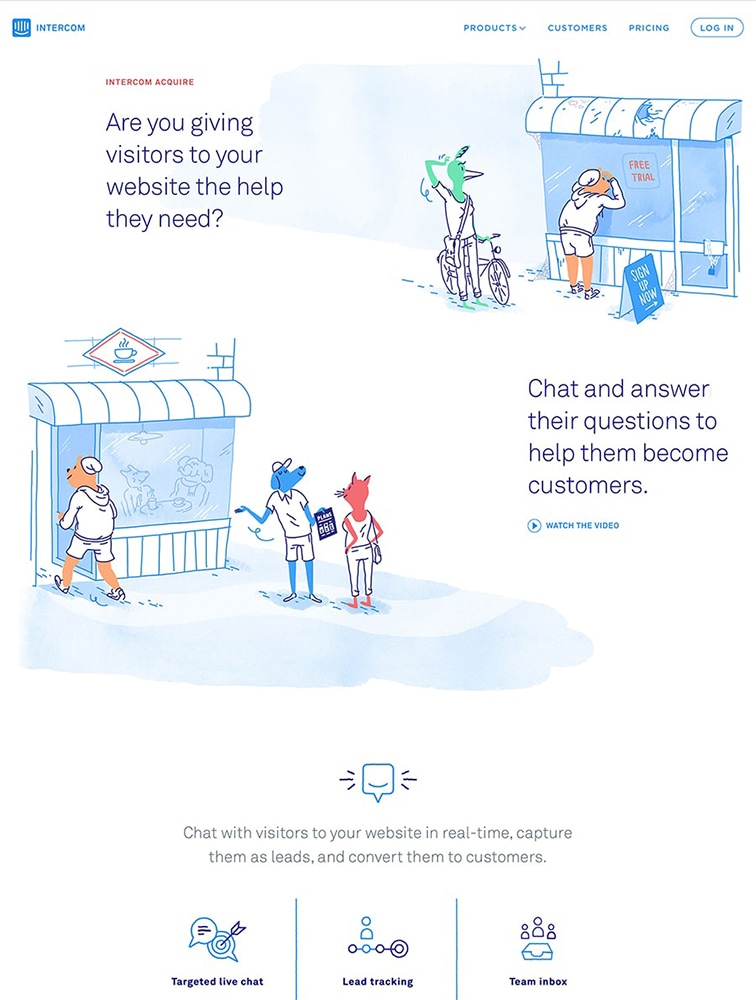 INTERCOM
PRODUCTS
CUSTOMERS
PRICING
LOG IN
INTERCOM ACQUIRE
Are you giving
visitors to your
website the help
they need?
FREE
TRIAL
SIGN
UP
NOW
Chat and answer
their questions to
help them become
customers.
WATCH THE VIDEO
PLANS
Chat with visitors to your website in real-time, capture
them as leads, and convert them to customers.
Targeted live chat
Lead tracking
Team inbox